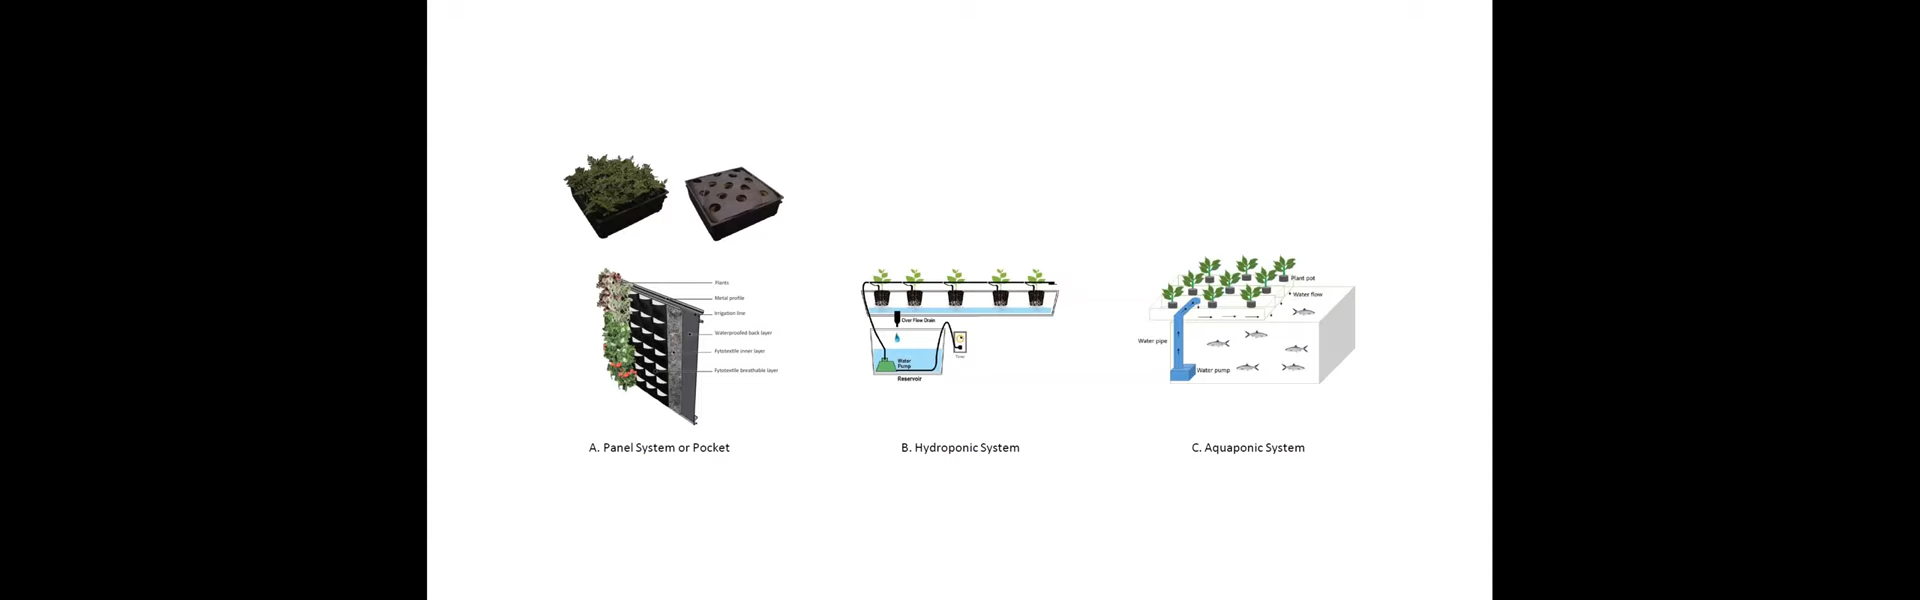 Plants
Metal profile
Irrigation line
Waterproofed back layer
Fytotextile inner layer
Fytotextile breathable layer
A. Panel System or Pocket
Over Flow Drain
Water
Pump
Timer
Reservoir
B. Hydroponic System
Plant pot
Water flow
Water pipe
Water pump
C. Aquaponic System